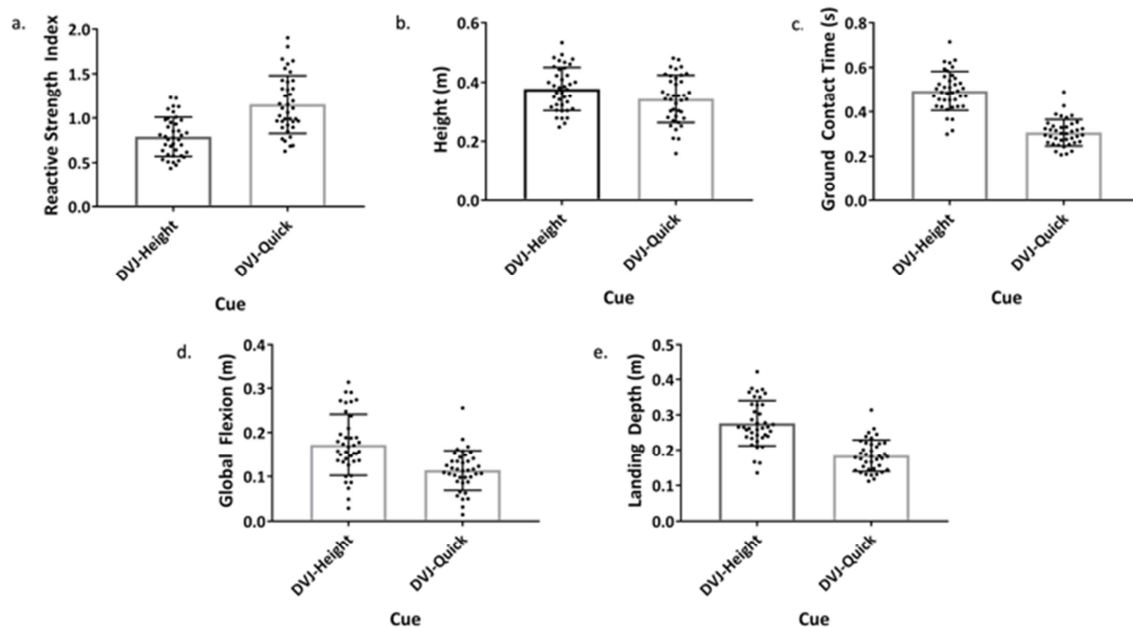 a.
Reactive Strength Index
2.0
1.5
1.0
0.5
0.0
DVJ-Height
DVJ-Quick
Cue
b.
Height (m)
0.6
0.4
0.2
0.0
DVJ-Height
DVJ-Quick
Cue
c.
Ground Contact Time (s)
0.8
0.6
0.4
0.2
0.0
DVJ-Height
DVJ-Quick
Cue
d.
Global Flexion (m)
0.4
0.3
0.2
0.1
0.0
DVJ-Height
DVJ-Quick
Cue
e.
Landing Depth (m)
0.5
0.4
0.3
0.2
0.1
0.0
DVJ-Height
DVJ-Quick
Cue